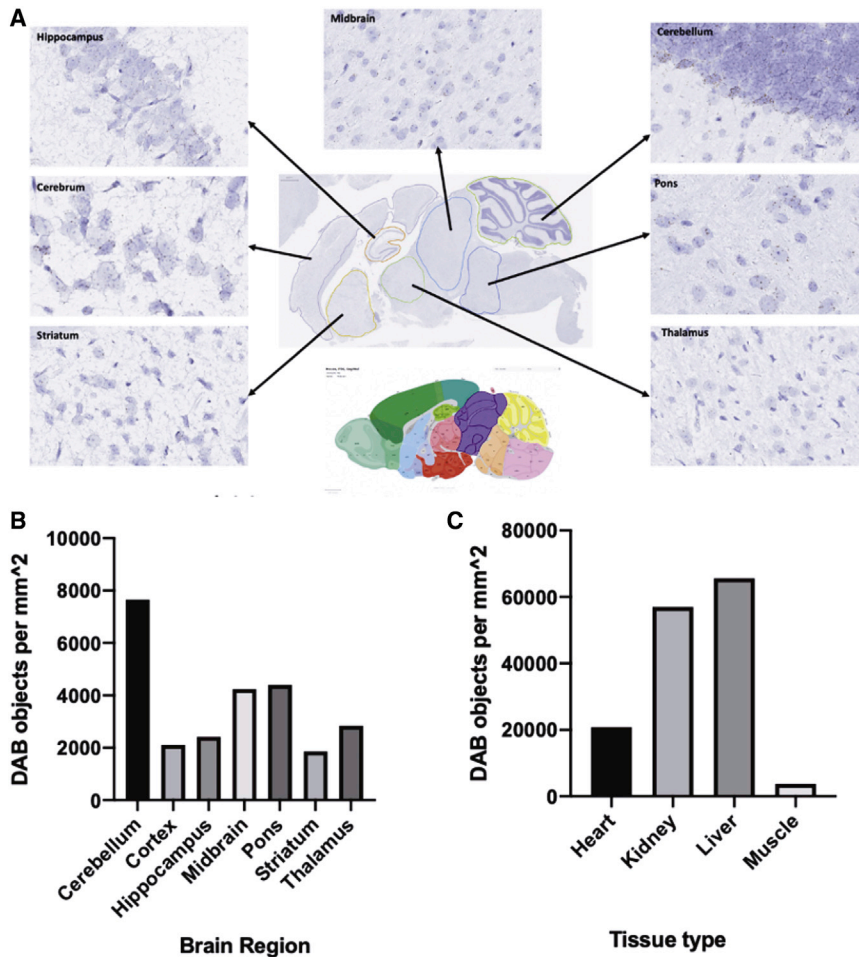 A
Hippocampus
Midbrain
Cerebellum
Cerebrum
Pons
Striatum
Thalamus
B
C
10000
8000
6000
4000
2000
0
DAB objects per mm^2
Cerebellum
Cortex
Hippocampus
Midbrain
Pons
Striatum
Thalamus
Brain Region
80000
60000
40000
20000
0
DAB objects per mm^2
Heart
Kidney
Liver
Muscle
Tissue type